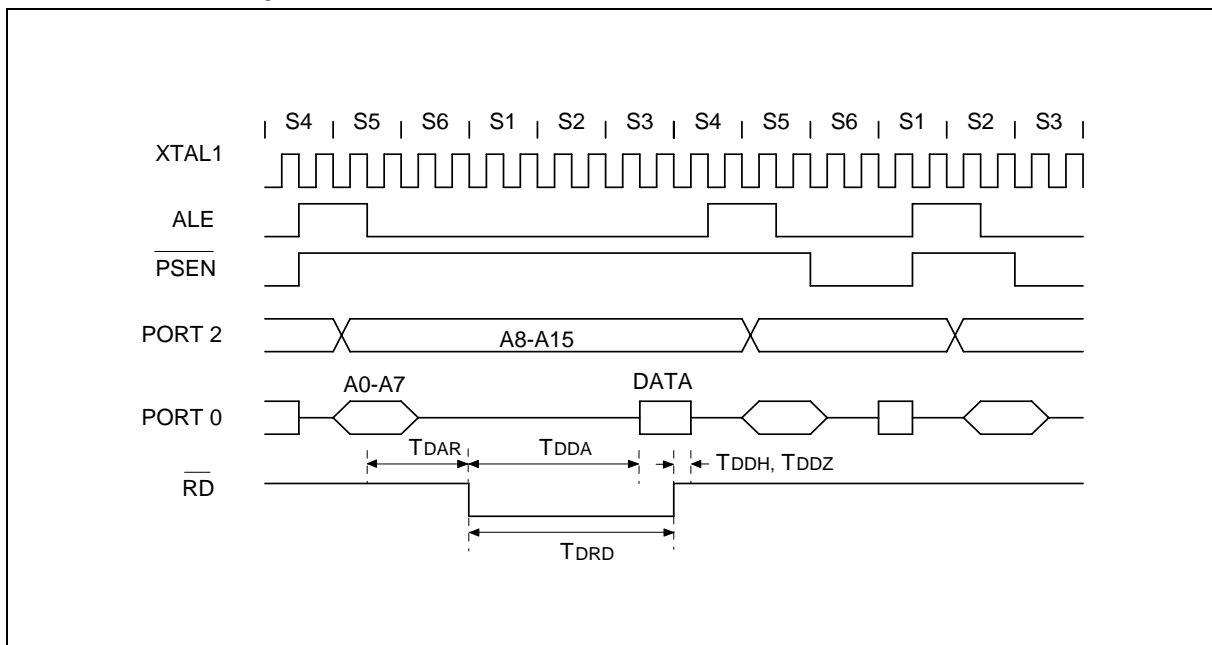 | S4 | S5 | S6 | S1 | S2 | S3 | S4 | S5 | S6 | S1 | S2 | S3
XTAL1
ALE
PSEN
PORT 2
A8-A15
A0-A7
DATA
PORT 0
TDAR
TDDA
TDDH, TDDZ
RD
TDRD